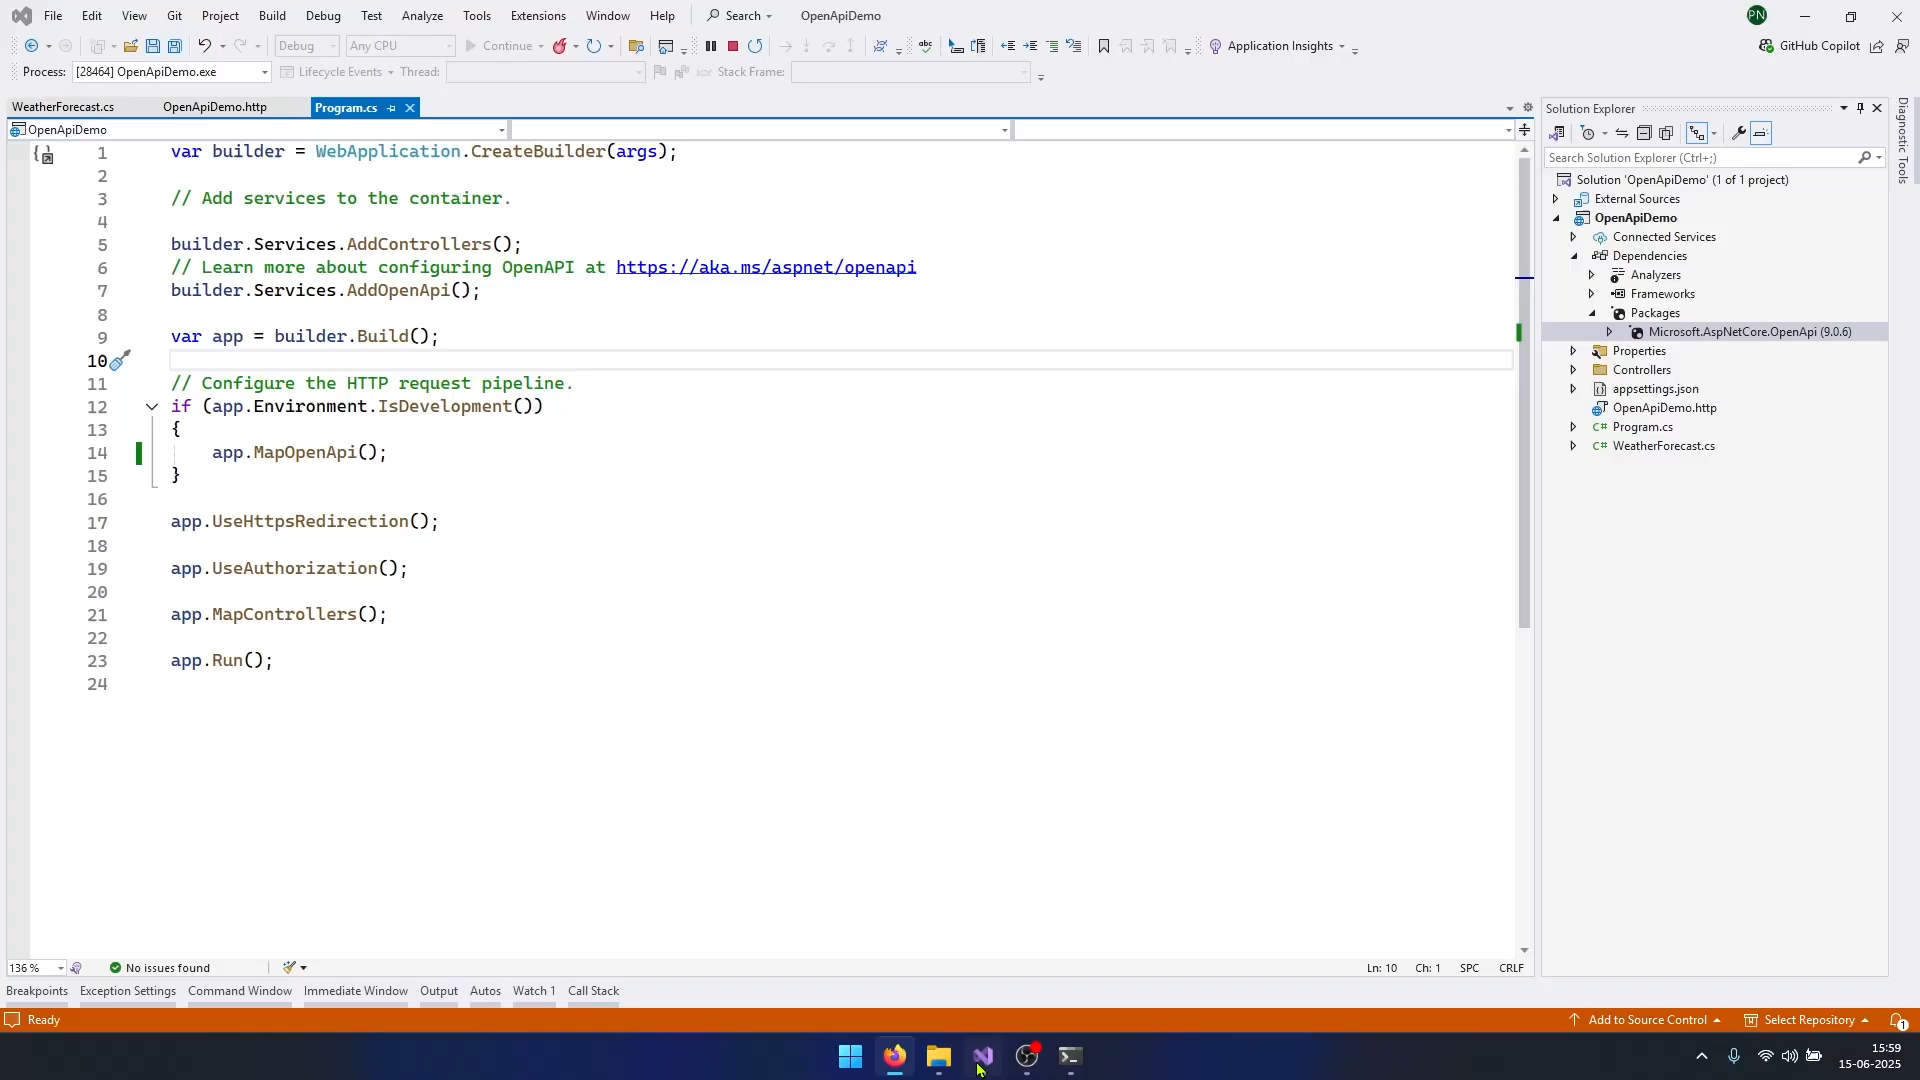 File Edit View Git Project Build Debug Test Analyze Tools Extensions Window Help Search OpenApiDemo PN
Debug Any CPU Continue Application Insights GitHub Copilot
Process: [28464] OpenApiDemo.exe Lifecycle Events Thread: Stack Frame:
WeatherForecast.cs OpenApiDemo.http Program.cs
OpenApiDemo
1 var builder = WebApplication.CreateBuilder(args);
2
3 // Add services to the container.
4
5 builder.Services.AddControllers();
6 // Learn more about configuring OpenAPI at https://aka.ms/aspnet/openapi
7 builder.Services.AddOpenApi();
8
9 var app = builder.Build();
10
11 // Configure the HTTP request pipeline.
12 if (app.Environment.IsDevelopment())
13 {
14 app.MapOpenApi();
15 }
16
17 app.UseHttpsRedirection();
18
19 app.UseAuthorization();
20
21 app.MapControllers();
22
23 app.Run();
24
Solution Explorer
Search Solution Explorer (Ctrl+;)
Solution 'OpenApiDemo' (1 of 1 project)
External Sources
OpenApiDemo
Connected Services
Dependencies
Analyzers
Frameworks
Packages
Microsoft.AspNetCore.OpenApi (9.0.6)
Properties
Controllers
appsettings.json
OpenApiDemo.http
C# Program.cs
C# WeatherForecast.cs
Diagnostic Tools
136 % No issues found Ln: 10 Ch: 1 SPC CRLF
Breakpoints Exception Settings Command Window Immediate Window Output Autos Watch 1 Call Stack
Ready Add to Source Control Select Repository 1
15:59
15-06-2025